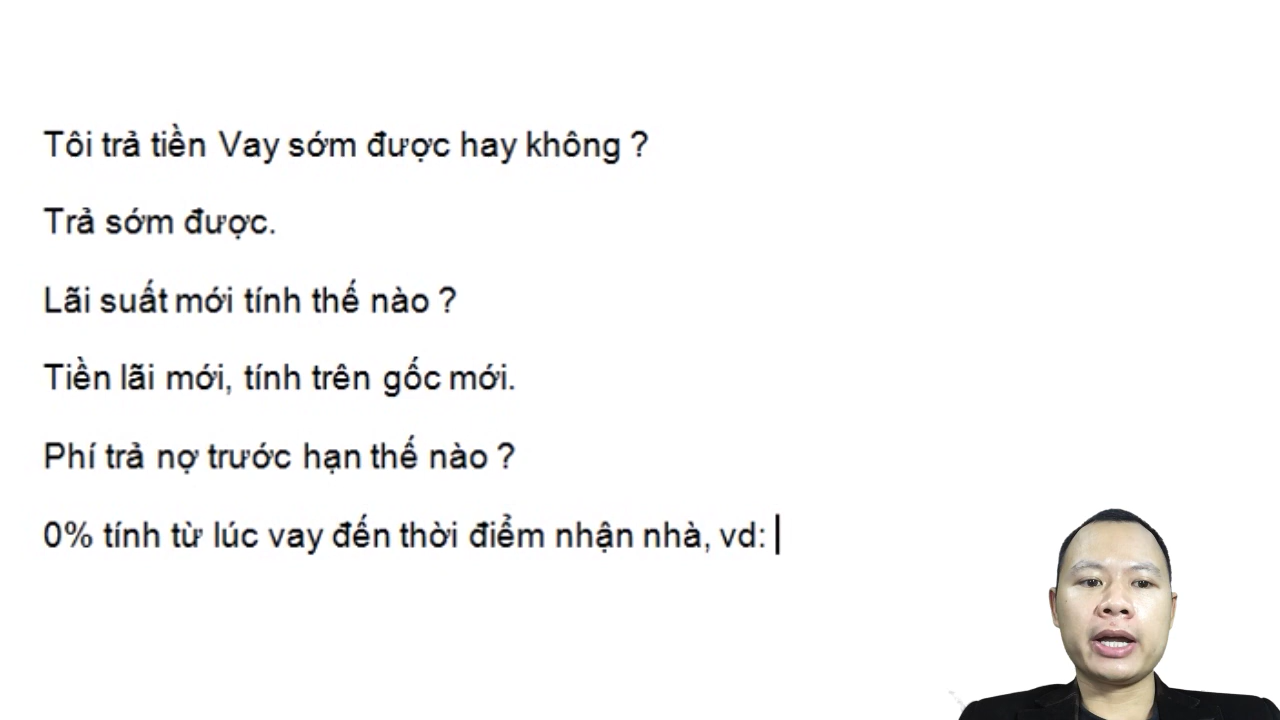 Tôi trả tiền Vay sớm được hay không ?
Trả sớm được.
Lãi suất mới tính thế nào ?
Tiền lãi mới, tính trên gốc mới.
Phí trả nợ trước hạn thế nào ?
0% tính từ lúc vay đến thời điểm nhận nhà, vd: